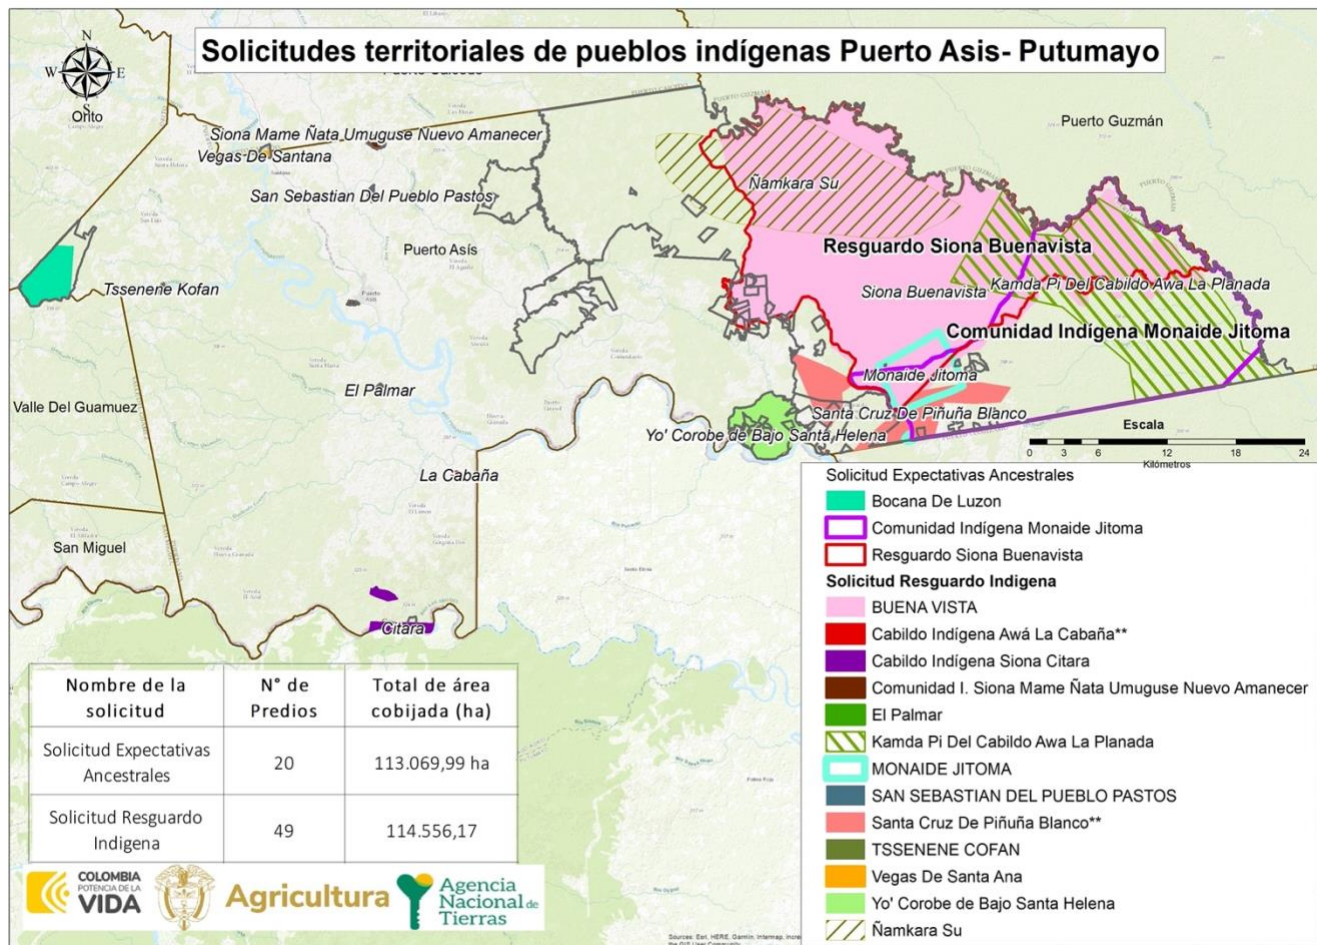 Solicitudes territoriales de pueblos indígenas Puerto Asis- Putumayo
N
W
E
S
Orito
Puerto Guzmán
Siona Mame Ñata Umuguse Nuevo Amanecer
Vegas De Santana
San Sebastian Del Pueblo Pastos
Ñamkara Su
Puerto Asís
Resguardo Siona Buenavista
Tssenene Kofan
Siona Buenavista
Kamda Pi Del Cabildo Awa La Planada
Comunidad Indígena Monaide Jitoma
Monaide Jitoma
El Palmar
Valle Del Guamuez
Santa Cruz De Piñuña Blanco
Yo' Corobe de Bajo Santa Helena
La Cabaña
San Miguel
Citara
Escala
0 3 6 12 18 24
Kilómetros
Solicitud Expectativas Ancestrales
Bocana De Luzon
Comunidad Indígena Monaide Jitoma
Resguardo Siona Buenavista
Solicitud Resguardo Indigena
BUENA VISTA
Cabildo Indígena Awá La Cabaña**
Cabildo Indígena Siona Citara
Comunidad I. Siona Mame Ñata Umuguse Nuevo Amanecer
El Palmar
Kamda Pi Del Cabildo Awa La Planada
MONAIDE JITOMA
SAN SEBASTIAN DEL PUEBLO PASTOS
Santa Cruz De Piñuña Blanco**
TSSENENE COFAN
Vegas De Santa Ana
Yo' Corobe de Bajo Santa Helena
Ñamkara Su
Nombre de la solicitud N° de Predios Total de área cobijada (ha)
Solicitud Expectativas Ancestrales 20 113.069,99 ha
Solicitud Resguardo Indigena 49 114.556,17
COLOMBIA
POTENCIA DE LA
VIDA
Agricultura
Agencia
Nacional de
Tierras
Sources: Esri, HERE, Garmin, Intermap,